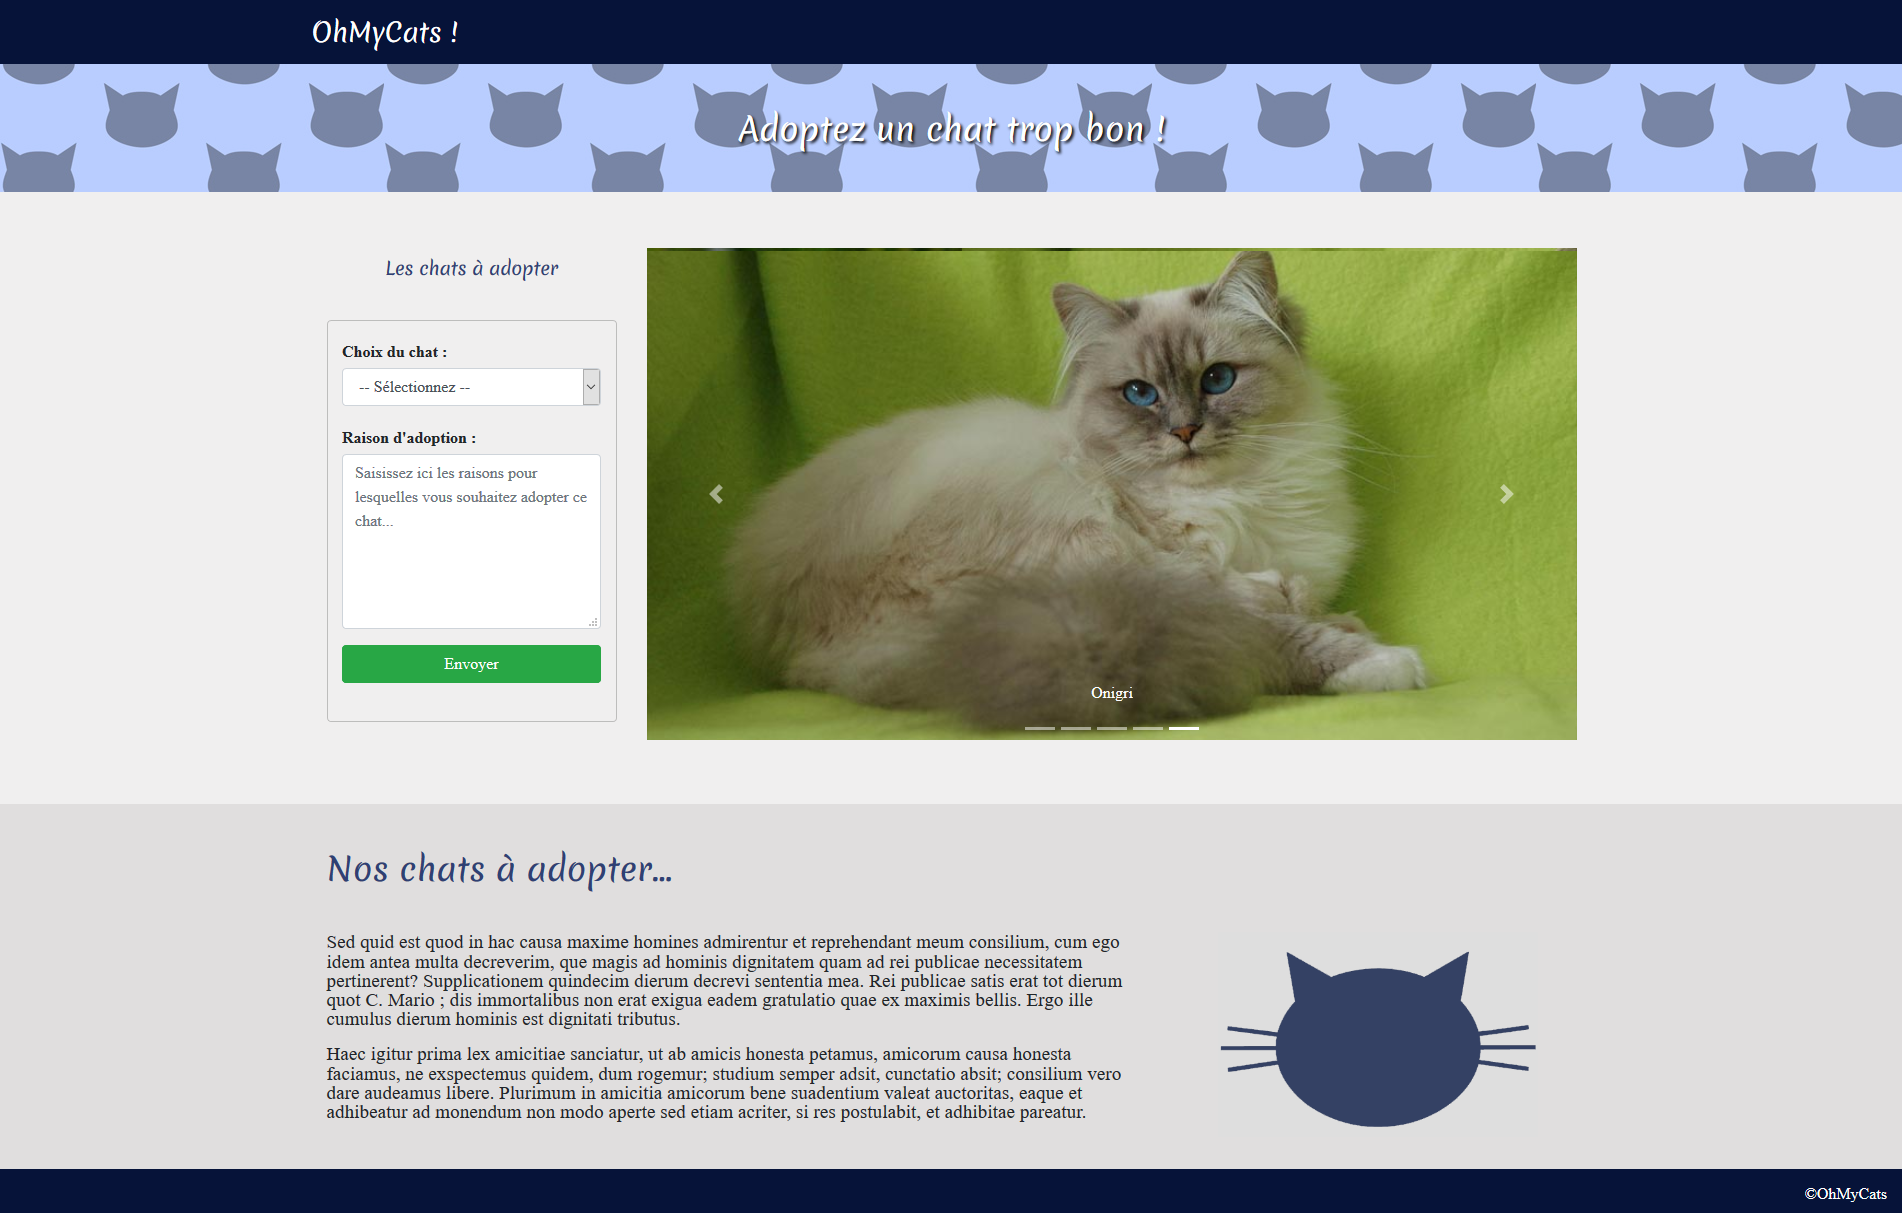 OhMyCats !
Adoptez un chat trop bon !
Les chats à adopter
Choix du chat :
-- Sélectionnez --
Raison d'adoption :
Saisissez ici les raisons pour
lesquelles vous souhaitez adopter ce
chat...
Envoyer
Onigri
Nos chats à adopter...
Sed quid est quod in hac causa maxime homines admirentur et reprehendant meum consilium, cum ego
idem antea multa decreverim, que magis ad hominis dignitatem quam ad rei publicae necessitatem
pertinerent? Supplicationem quindecim dierum decrevi sententia mea. Rei publicae satis erat tot dierum
quot C. Mario ; dis immortalibus non erat exigua eadem gratulatio quae ex maximis bellis. Ergo ille
cumulus dierum hominis est dignitati tributus.
Haec igitur prima lex amicitiae sanciatur, ut ab amicis honesta petamus, amicorum causa honesta
faciamus, ne exspectemus quidem, dum rogemur; studium semper adsit, cunctatio absit; consilium vero
dare audeamus libere. Plurimum in amicitia amicorum bene suadentium valeat auctoritas, eaque et
adhibeatur ad monendum non modo aperte sed etiam acriter, si res postulabit, et adhibitae pareatur.
©OhMyCats